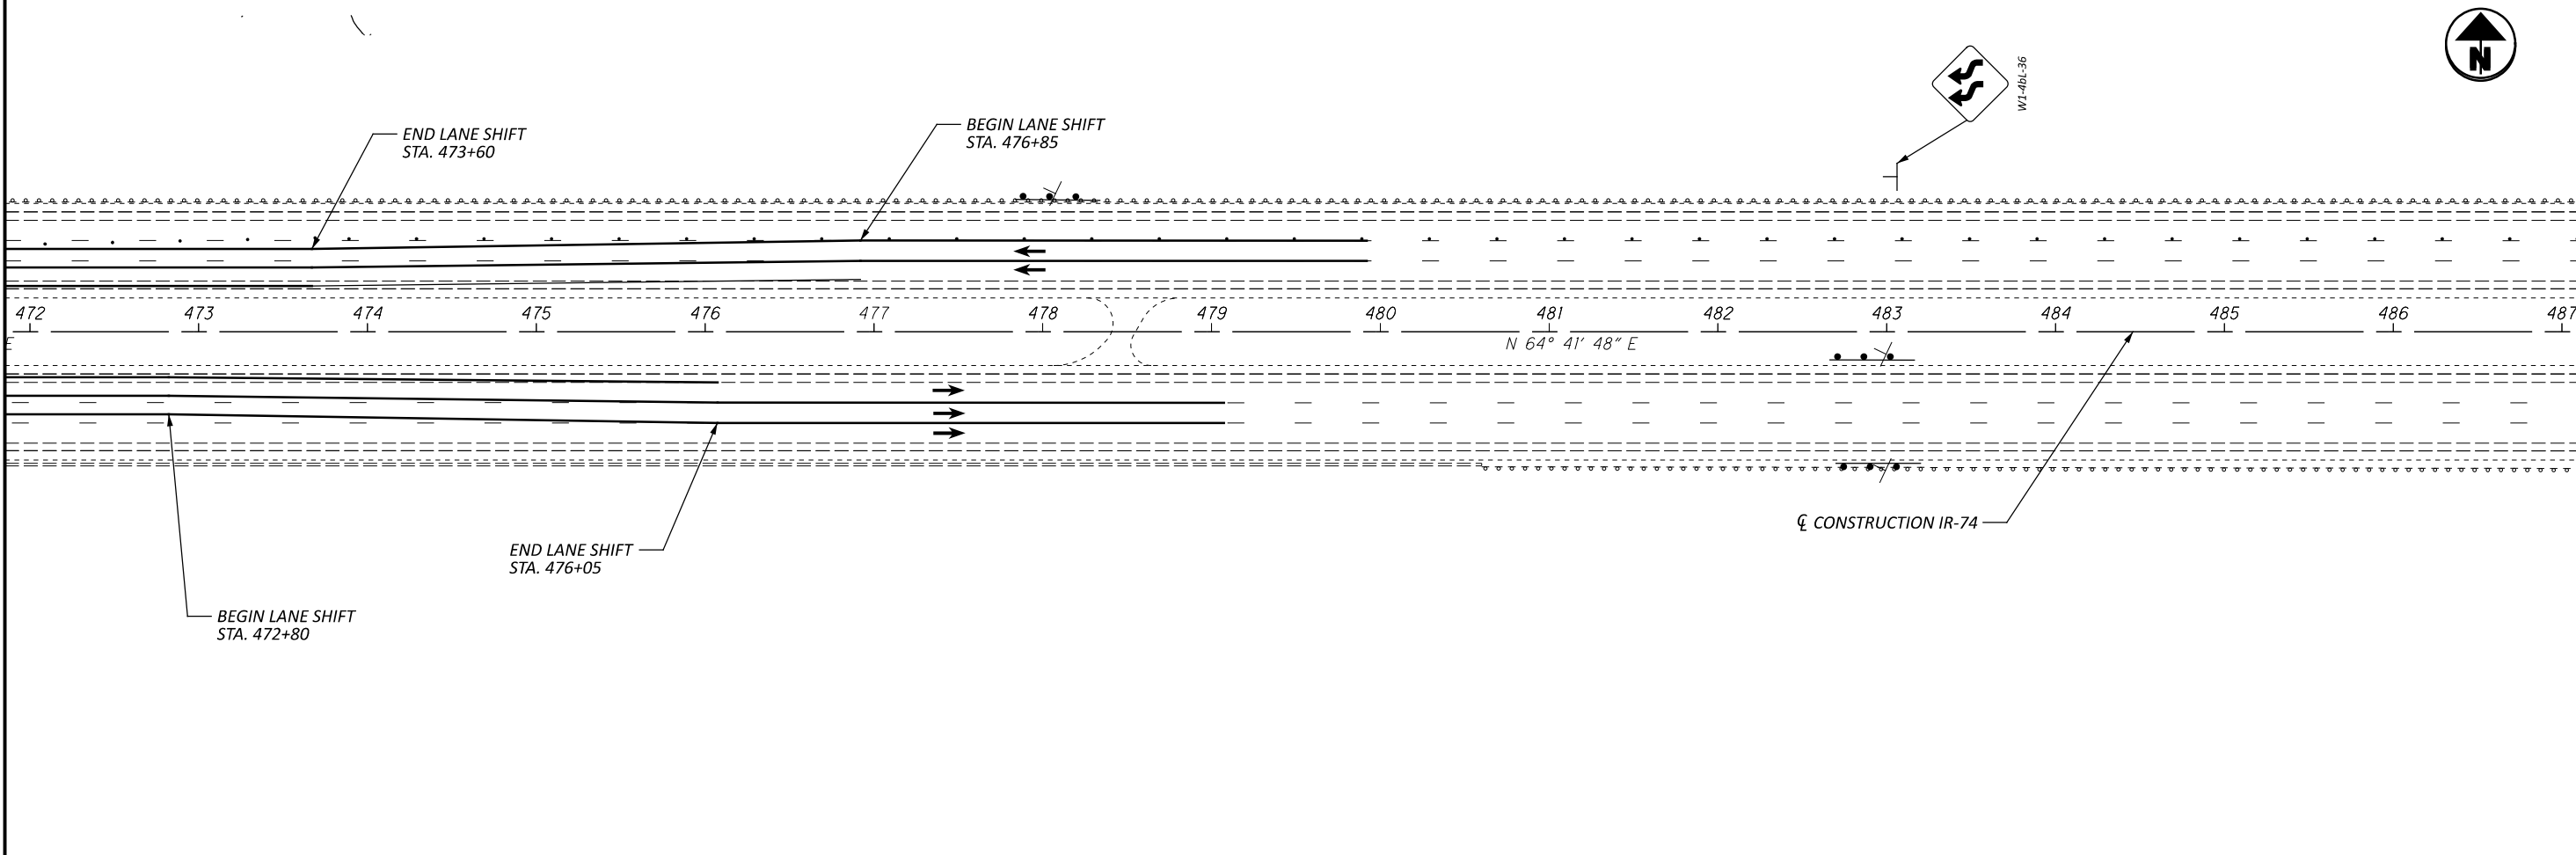 N
W1-4bL-36
END LANE SHIFT
STA. 473+60
BEGIN LANE SHIFT
STA. 476+85
472 473 474 475 476 477 478 479 480 481 482 483 484 485 486 487
E
N 64° 41' 48" E
℄ CONSTRUCTION IR-74
END LANE SHIFT
STA. 476+05
BEGIN LANE SHIFT
STA. 472+80